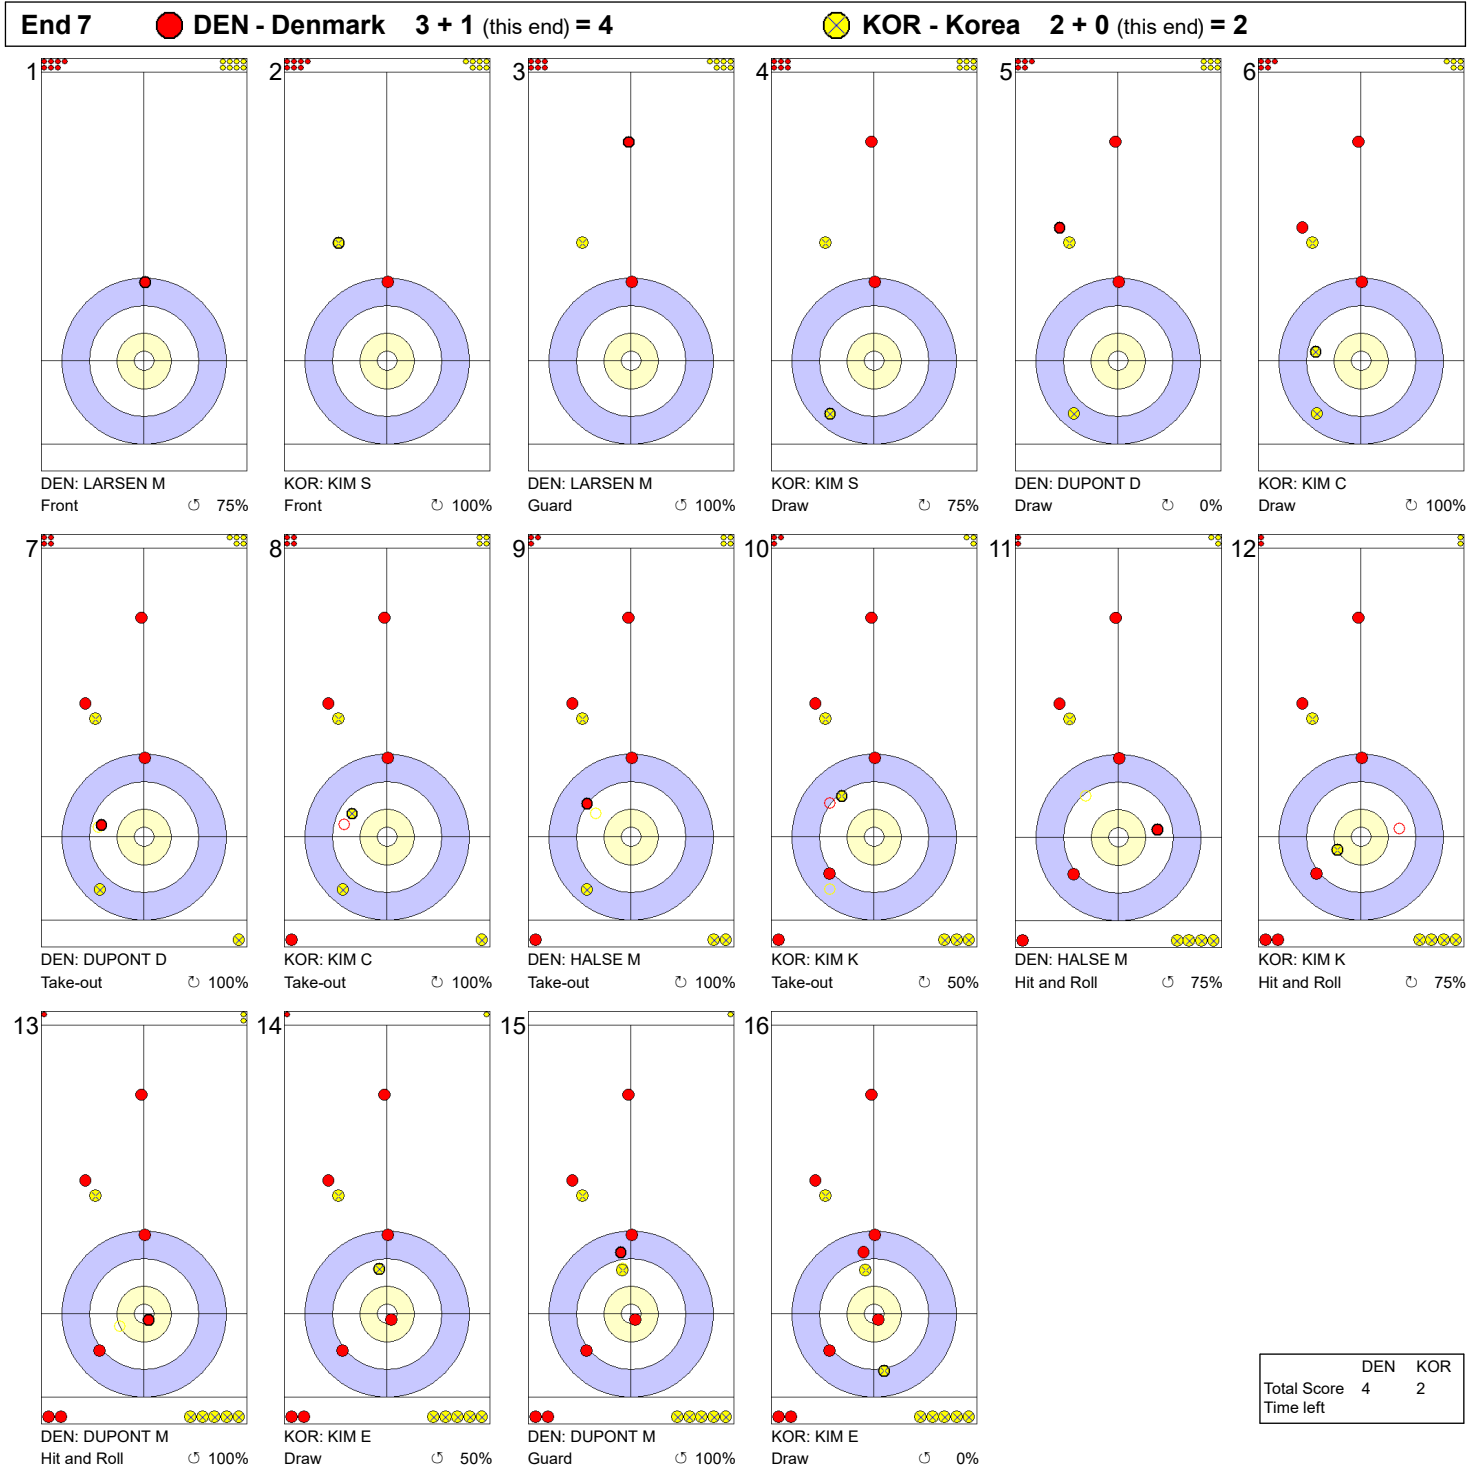 End 7 DEN - Denmark 3 + 1 (this end) = 4 KOR - Korea 2 + 0 (this end) = 2
1 2 3 4 5 6
DEN: LARSEN M KOR: KIM S DEN: LARSEN M KOR: KIM S DEN: DUPONT D KOR: KIM C
Front ↺ 75% Front ↻ 100% Guard ↺ 100% Draw ↻ 75% Draw ↻ 0% Draw ↻ 100%
7 8 9 10 11 12
DEN: DUPONT D KOR: KIM C DEN: HALSE M KOR: KIM K DEN: HALSE M KOR: KIM K
Take-out ↻ 100% Take-out ↻ 100% Take-out ↻ 100% Take-out ↻ 50% Hit and Roll ↺ 75% Hit and Roll ↻ 75%
13 14 15 16
DEN KOR
Total Score 4 2
Time left
DEN: DUPONT M KOR: KIM E DEN: DUPONT M KOR: KIM E
Hit and Roll ↺ 100% Draw ↺ 50% Guard ↺ 100% Draw ↺ 0%